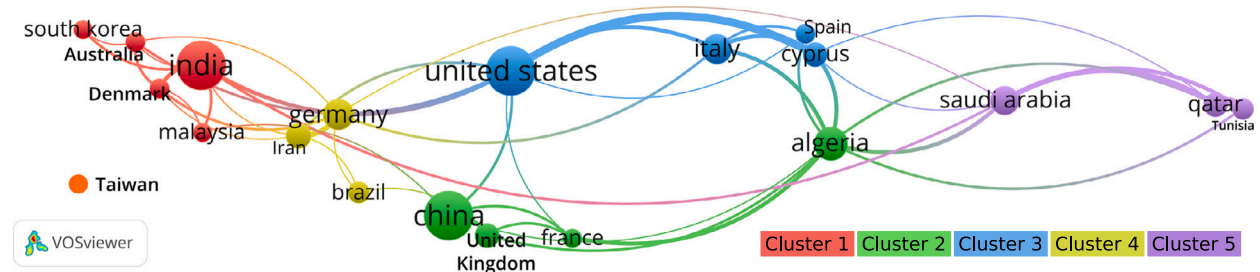 south korea
Australia
india
Denmark
malaysia
Taiwan
germany
Iran
brazil
united states
china
United
Kingdom
france
italy
Spain
cyprus
algeria
saudi arabia
qatar
Tunisia
VOSviewer
Cluster 1 Cluster 2 Cluster 3 Cluster 4 Cluster 5